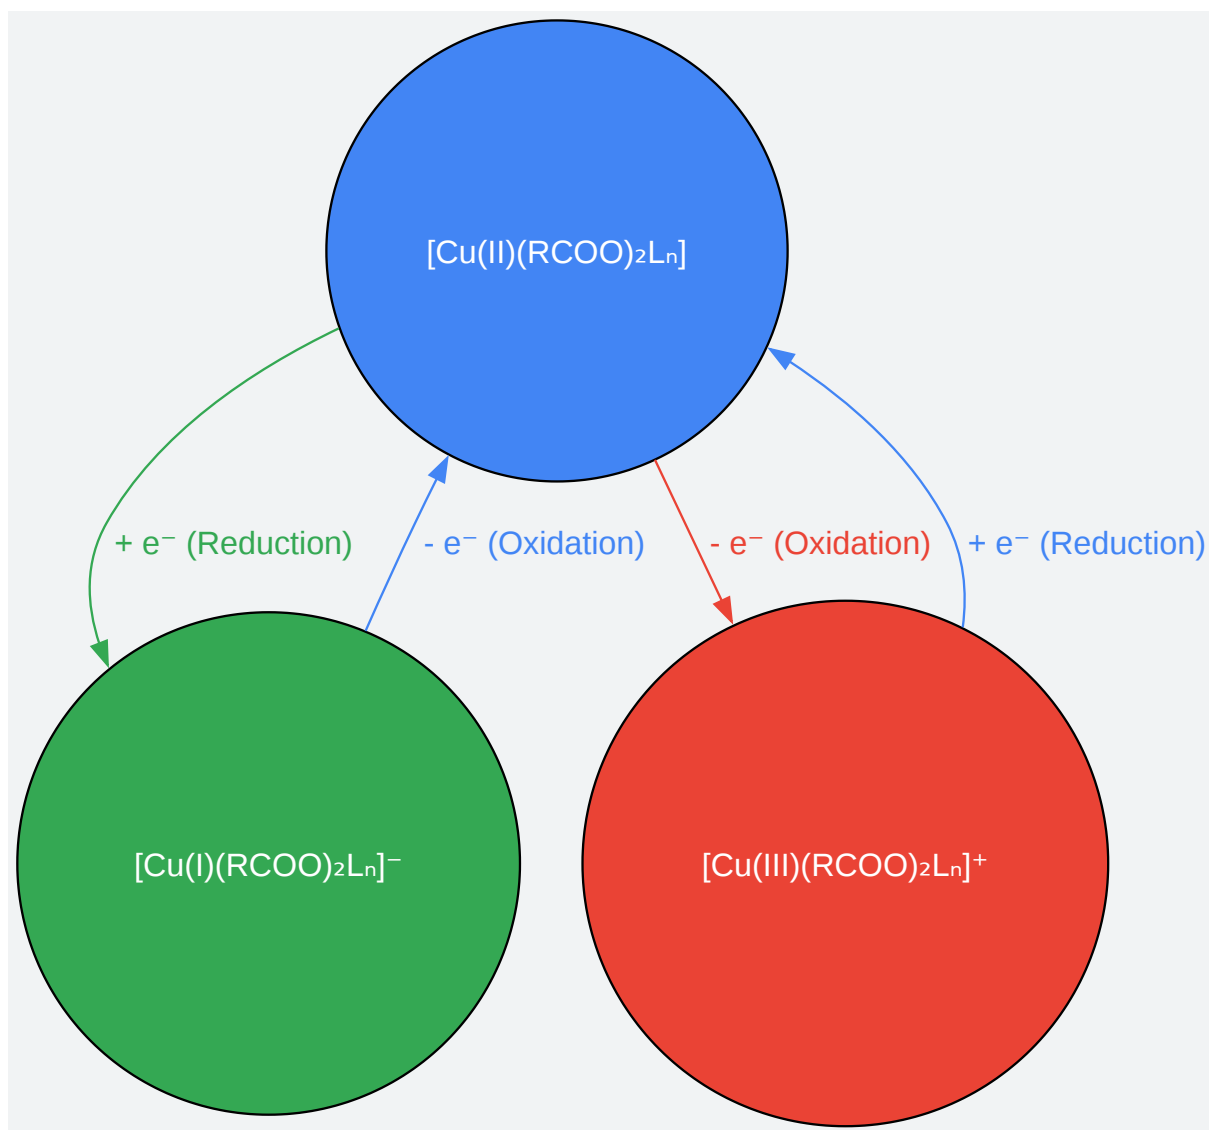 [Cu(II)(RCOO)₂Lₙ]
+ e⁻ (Reduction)
- e⁻ (Oxidation)
- e⁻ (Oxidation)
+ e⁻ (Reduction)
[Cu(I)(RCOO)₂Lₙ]⁻
[Cu(III)(RCOO)₂Lₙ]⁺